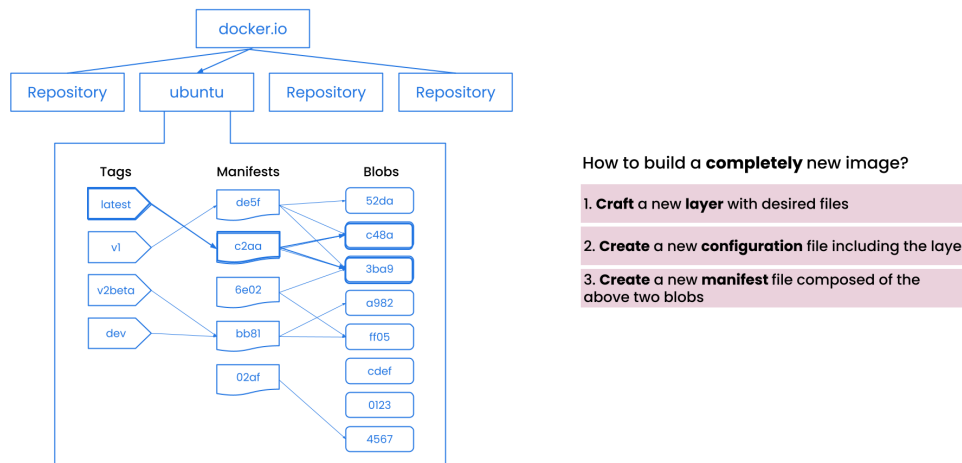 docker.io
Repository
ubuntu
Repository
Repository
Tags
Manifests
Blobs
latest
v1
v2beta
dev
de5f
c2aa
6e02
bb81
02af
52da
c48a
3ba9
a982
ff05
cdef
0123
4567
How to build a completely new image?
1. Craft a new layer with desired files
2. Create a new configuration file including the laye
3. Create a new manifest file composed of the
above two blobs